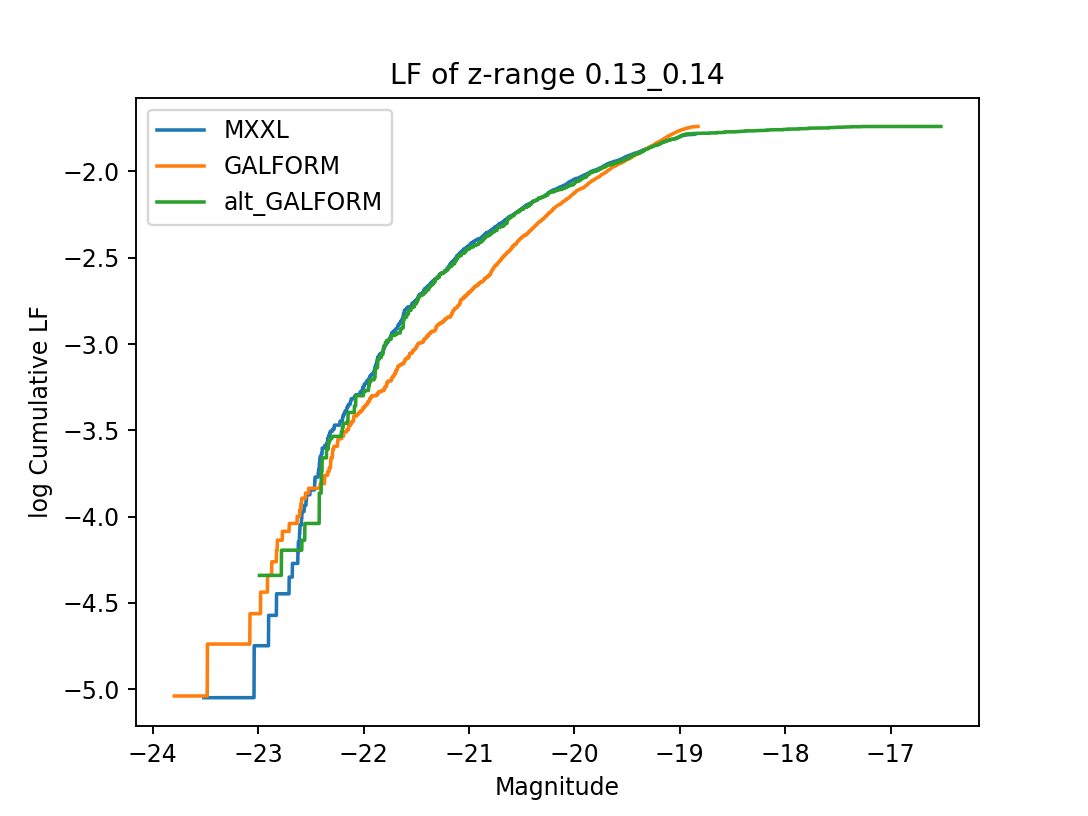 LF of z-range 0.13_0.14
MXXL
GALFORM
alt_GALFORM
log Cumulative LF
−2.0
−2.5
−3.0
−3.5
−4.0
−4.5
−5.0
−24 −23 −22 −21 −20 −19 −18 −17
Magnitude